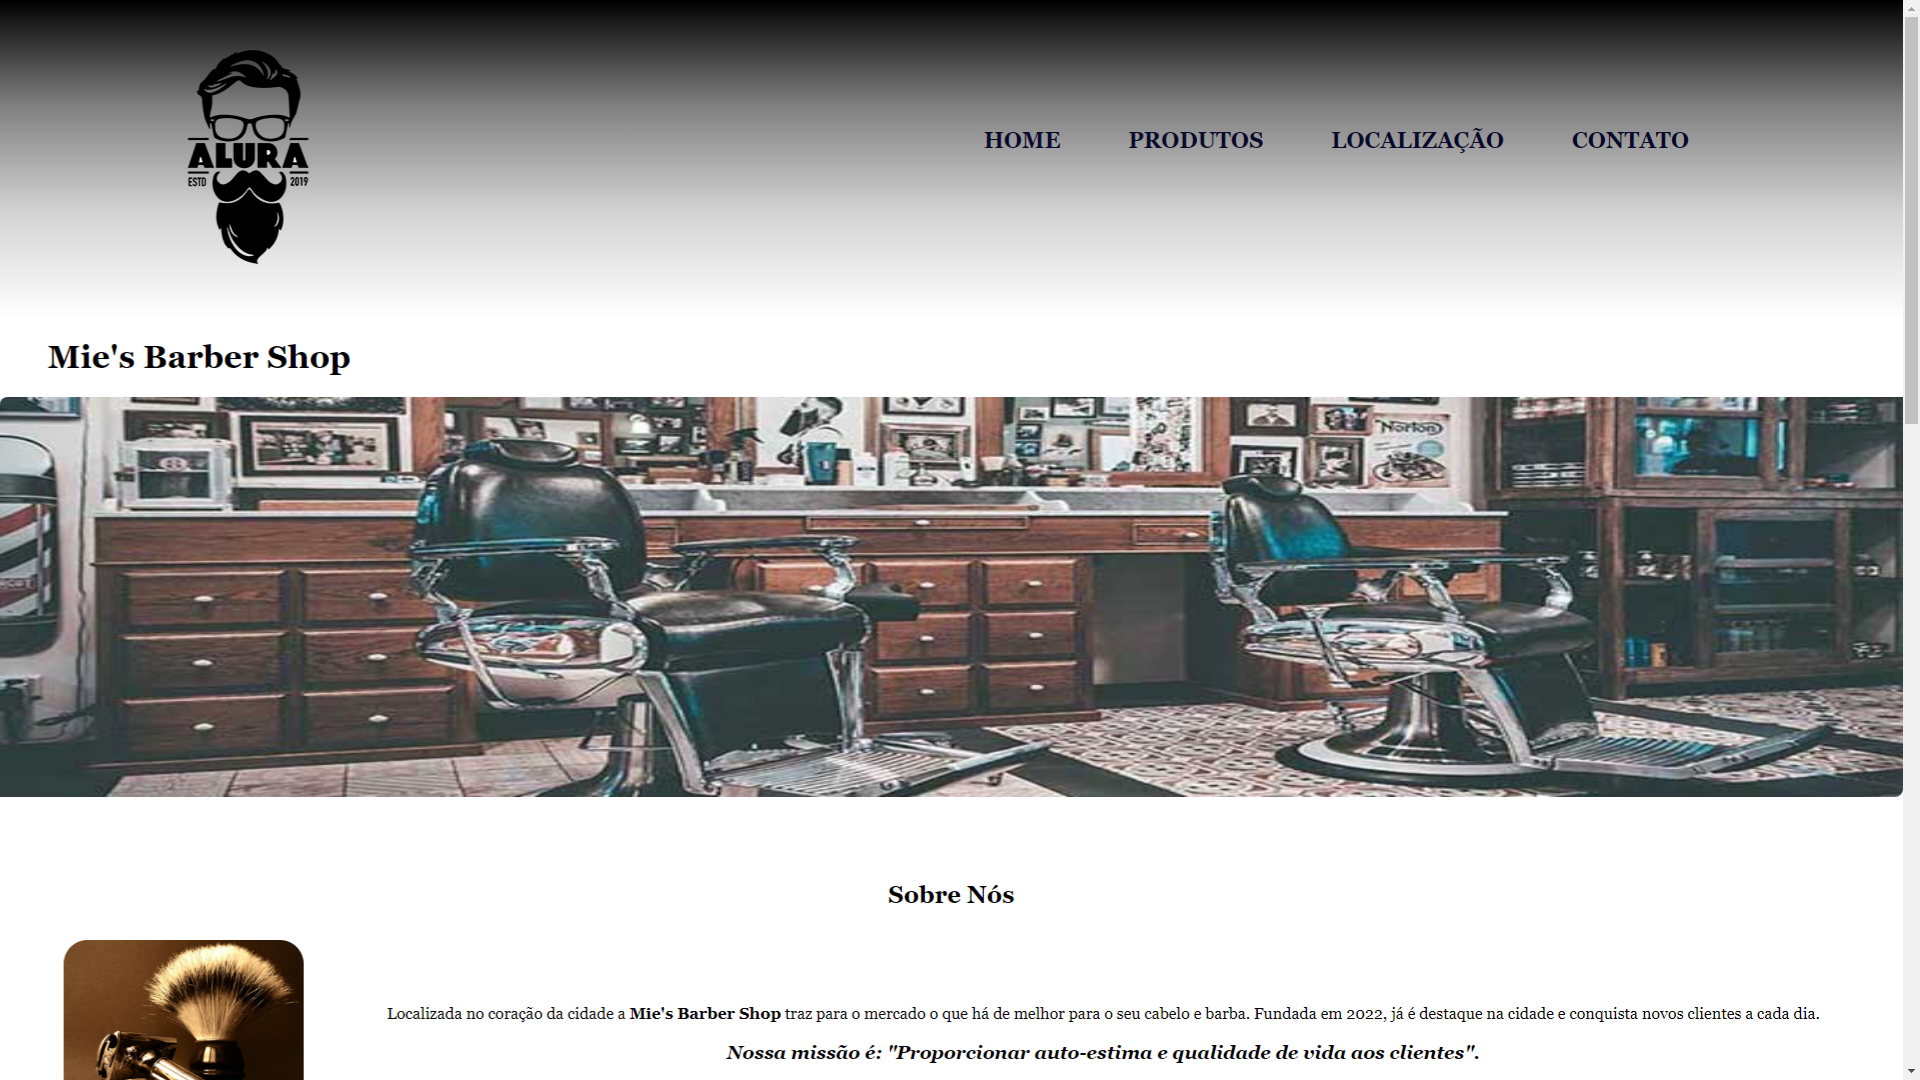 ALURA
ESTD 2019
HOME PRODUTOS LOCALIZAÇÃO CONTATO
Mie's Barber Shop
Norton
Sobre Nós
Localizada no coração da cidade a Mie's Barber Shop traz para o mercado o que há de melhor para o seu cabelo e barba. Fundada em 2022, já é destaque na cidade e conquista novos clientes a cada dia.
Nossa missão é: "Proporcionar auto-estima e qualidade de vida aos clientes".